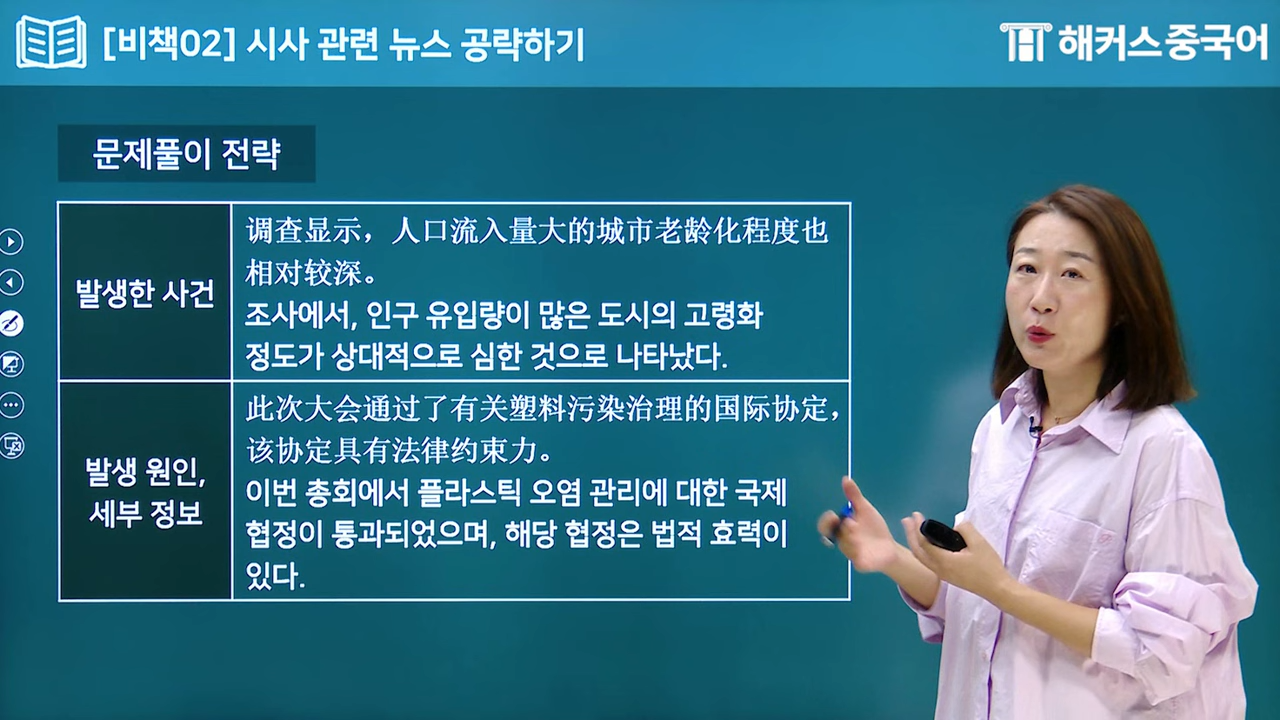 [비책02] 시사 관련 뉴스 공략하기
해커스중국어
문제풀이 전략
발생한 사건
调查显示，人口流入量大的城市老龄化程度也
相对较深。
조사에서, 인구 유입량이 많은 도시의 고령화
정도가 상대적으로 심한 것으로 나타났다.
발생 원인,
세부 정보
此次大会通过了有关塑料污染治理的国际协定，
该协定具有法律约束力。
이번 총회에서 플라스틱 오염 관리에 대한 국제
협정이 통과되었으며, 해당 협정은 법적 효력이
있다.